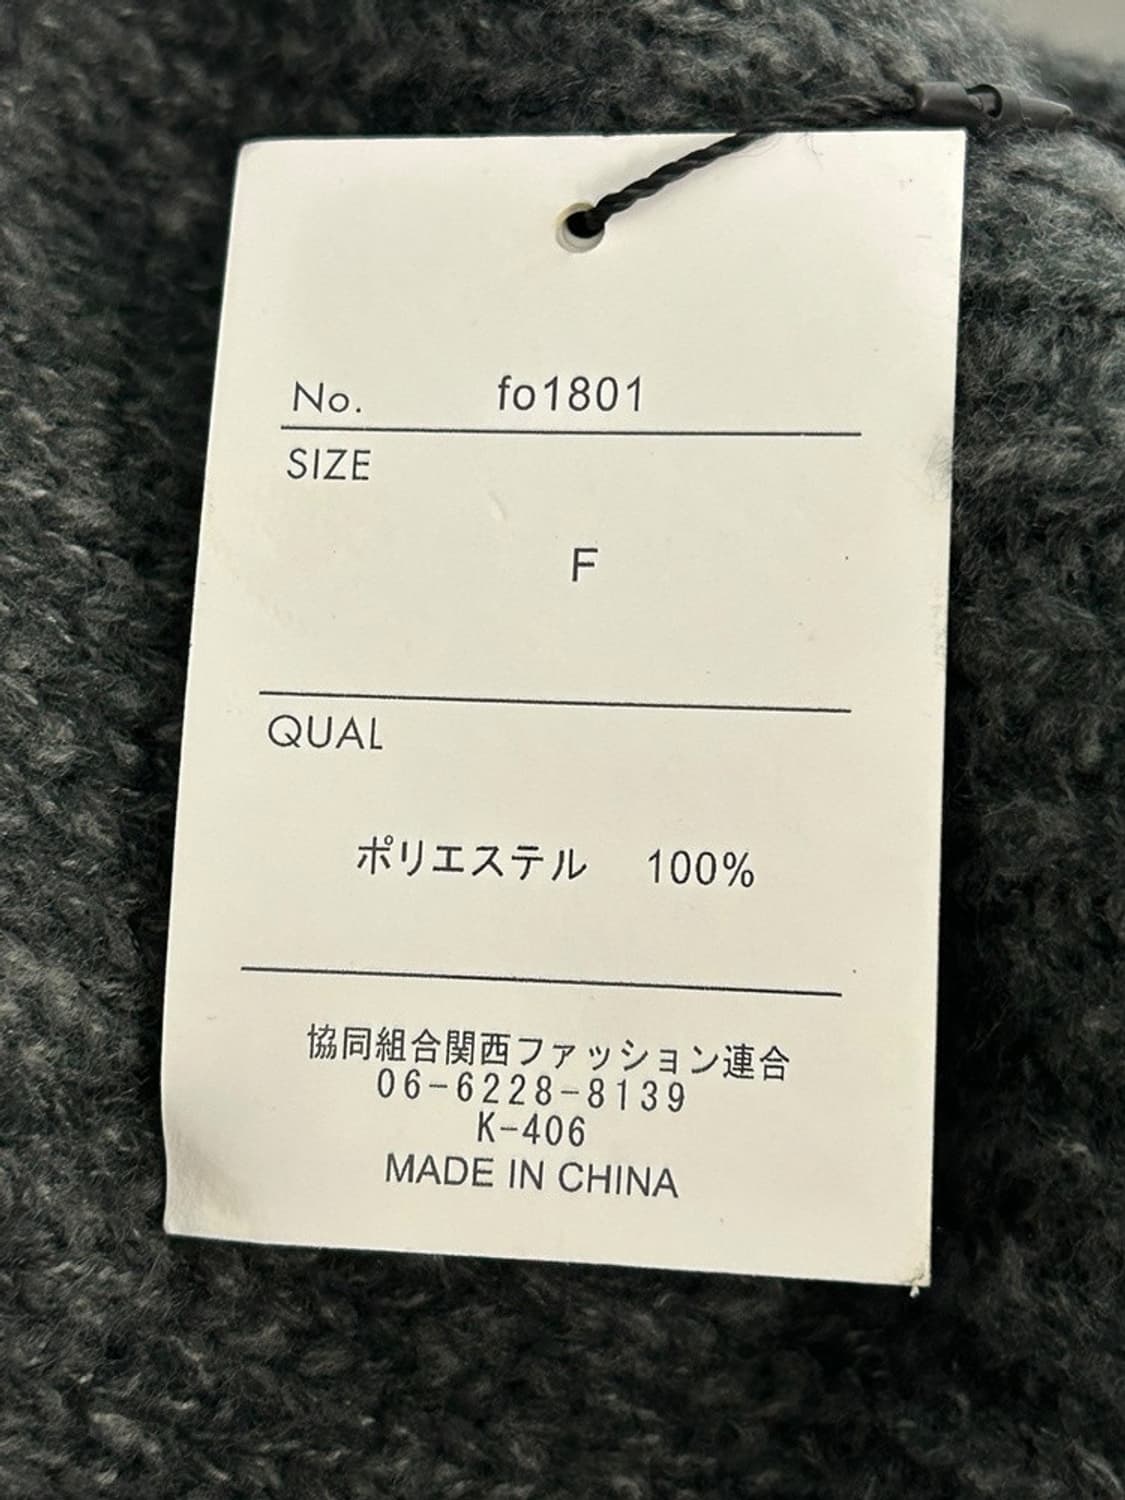 No. fo1801
SIZE
F
QUAL
ポリエステル 100%
協同組合関西ファッション連合
06-6228-8139
K-406
MADE IN CHINA